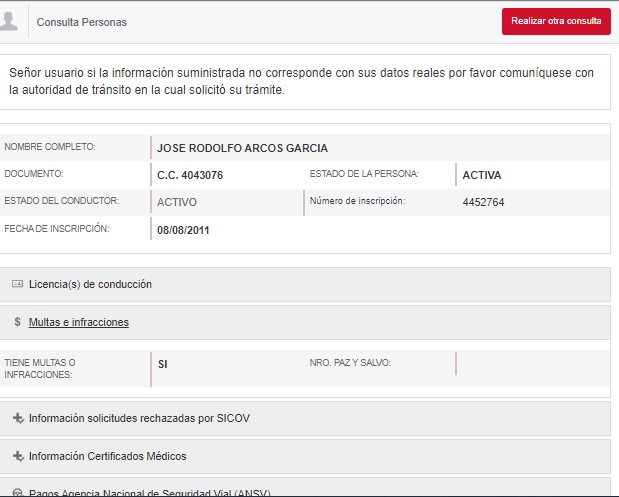 Consulta Personas
Realizar otra consulta
Señor usuario si la información suministrada no corresponde con sus datos reales por favor comuníquese con
la autoridad de tránsito en la cual solicitó su trámite.
NOMBRE COMPLETO: JOSE RODOLFO ARCOS GARCIA
DOCUMENTO: C.C. 4043076 ESTADO DE LA PERSONA: ACTIVA
ESTADO DEL CONDUCTOR: ACTIVO Número de inscripción: 4452764
FECHA DE INSCRIPCIÓN: 08/08/2011
Licencia(s) de conducción
$ Multas e infracciones
TIENE MULTAS O
INFRACCIONES:
SI
NRO. PAZ Y SALVO:
Información solicitudes rechazadas por SICOV
Información Certificados Médicos
Pagos Agencia Nacional de Seguridad Vial (ANSV)